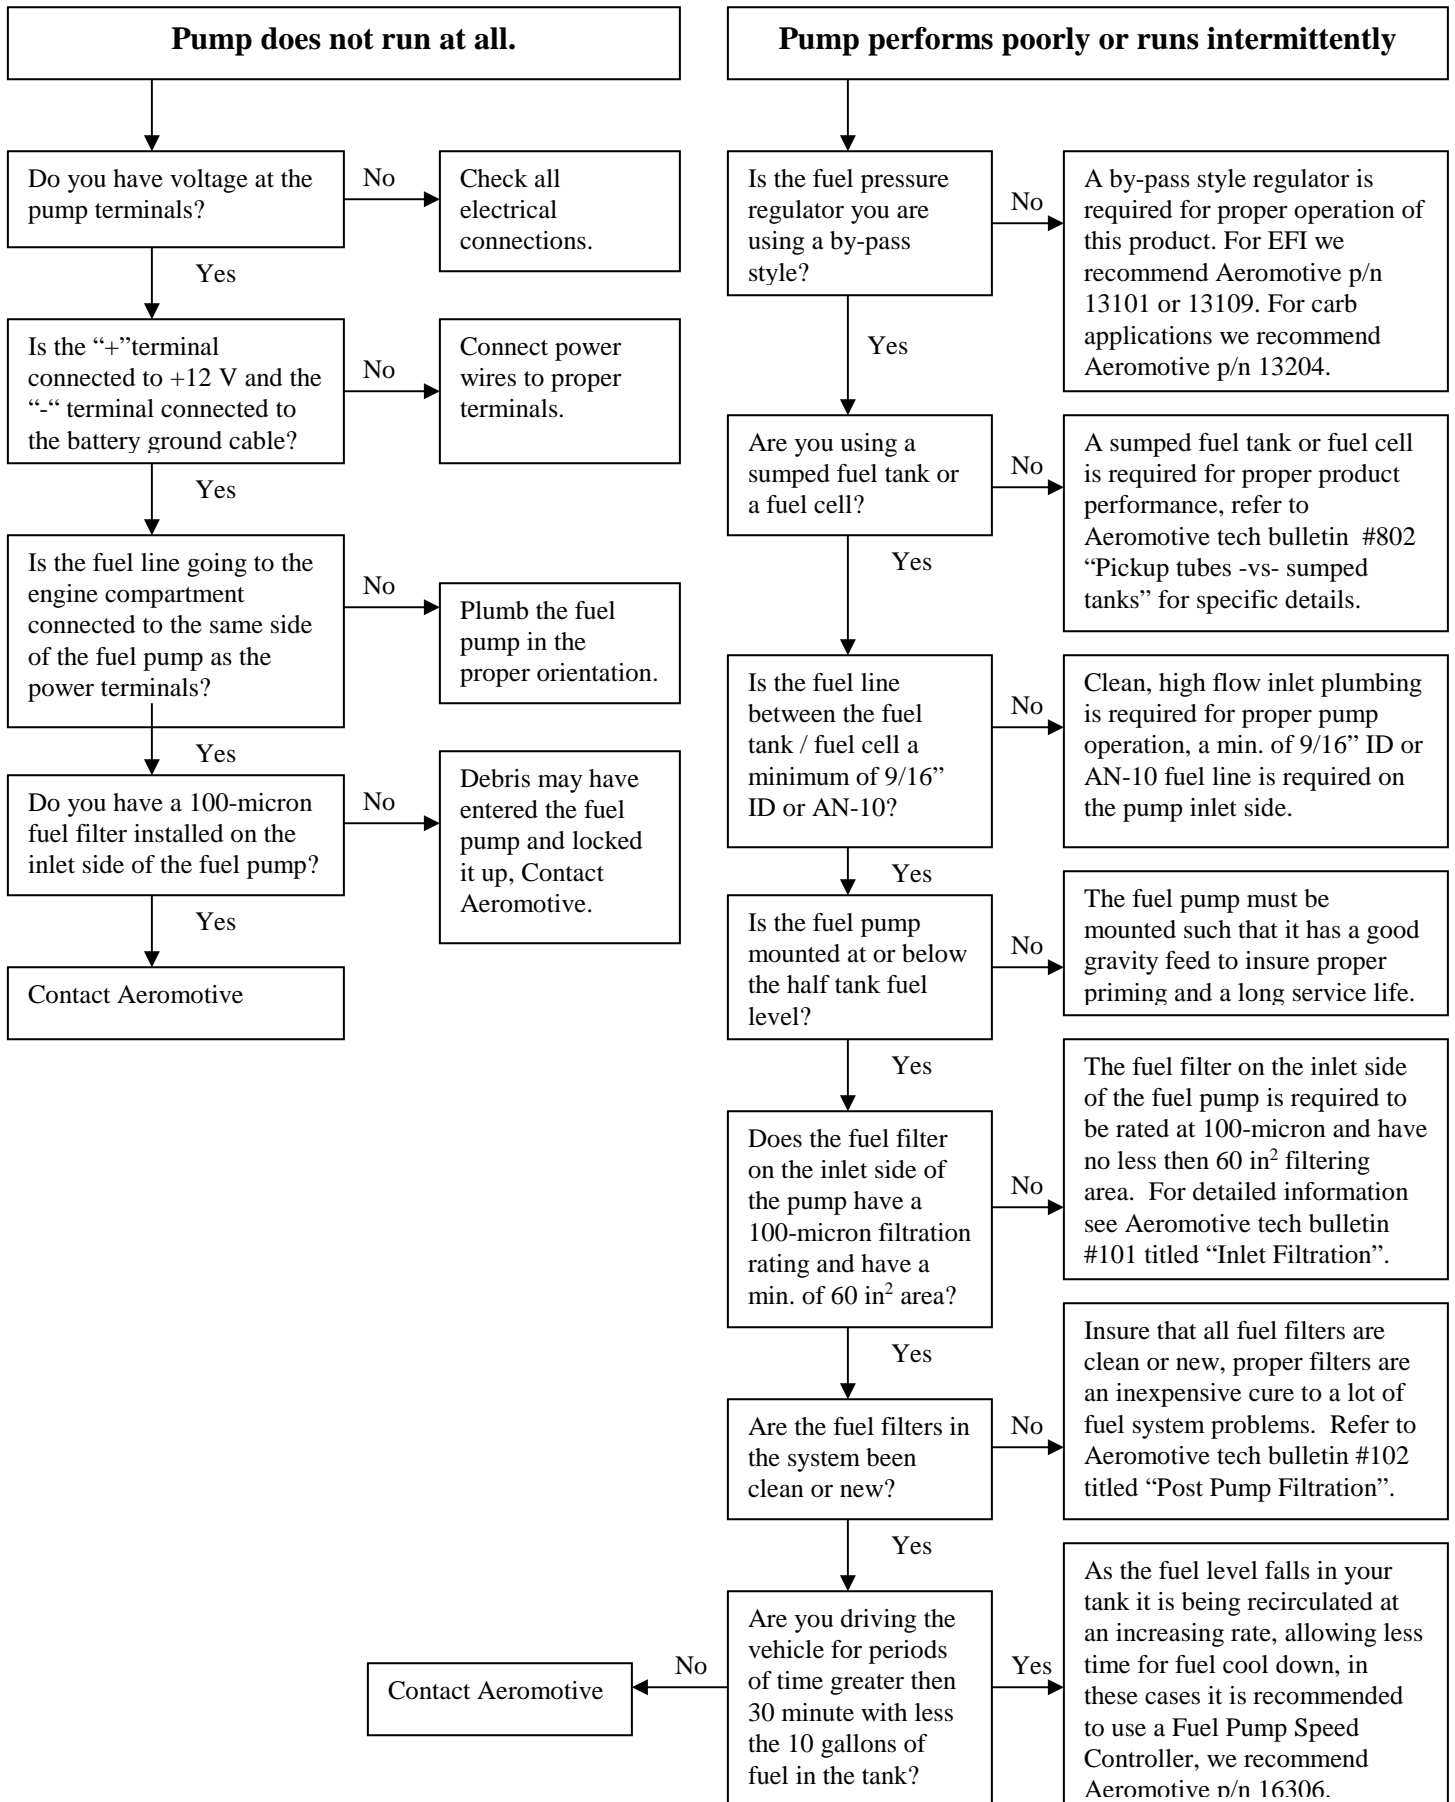 Pump does not run at all.
Do you have voltage at the
pump terminals?
No
Check all
electrical
connections.
Yes
Is the “+”terminal
connected to +12 V and the
“-“ terminal connected to
the battery ground cable?
No
Connect power
wires to proper
terminals.
Yes
Is the fuel line going to the
engine compartment
connected to the same side
of the fuel pump as the
power terminals?
No
Plumb the fuel
pump in the
proper orientation.
Yes
Do you have a 100-micron
fuel filter installed on the
inlet side of the fuel pump?
No
Debris may have
entered the fuel
pump and locked
it up, Contact
Aeromotive.
Yes
Contact Aeromotive
Pump performs poorly or runs intermittently
Is the fuel pressure
regulator you are
using a by-pass
style?
No
A by-pass style regulator is
required for proper operation of
this product. For EFI we
recommend Aeromotive p/n
13101 or 13109. For carb
applications we recommend
Aeromotive p/n 13204.
Yes
Are you using a
sumped fuel tank or
a fuel cell?
No
A sumped fuel tank or fuel cell
is required for proper product
performance, refer to
Aeromotive tech bulletin  #802
“Pickup tubes -vs- sumped
tanks” for specific details.
Yes
Is the fuel line
between the fuel
tank / fuel cell a
minimum of 9/16”
ID or AN-10?
No
Clean, high flow inlet plumbing
is required for proper pump
operation, a min. of 9/16” ID or
AN-10 fuel line is required on
the pump inlet side.
Yes
Is the fuel pump
mounted at or below
the half tank fuel
level?
No
The fuel pump must be
mounted such that it has a good
gravity feed to insure proper
priming and a long service life.
Yes
Does the fuel filter
on the inlet side of
the pump have a
100-micron filtration
rating and have a
min. of 60 in² area?
No
The fuel filter on the inlet side
of the fuel pump is required to
be rated at 100-micron and have
no less then 60 in² filtering
area.  For detailed information
see Aeromotive tech bulletin
#101 titled “Inlet Filtration”.
Yes
Are the fuel filters in
the system been
clean or new?
No
Insure that all fuel filters are
clean or new, proper filters are
an inexpensive cure to a lot of
fuel system problems.  Refer to
Aeromotive tech bulletin #102
titled “Post Pump Filtration”.
Yes
Are you driving the
vehicle for periods
of time greater then
30 minute with less
the 10 gallons of
fuel in the tank?
No
Contact Aeromotive
Yes
As the fuel level falls in your
tank it is being recirculated at
an increasing rate, allowing less
time for fuel cool down, in
these cases it is recommended
to use a Fuel Pump Speed
Controller, we recommend
Aeromotive p/n 16306.